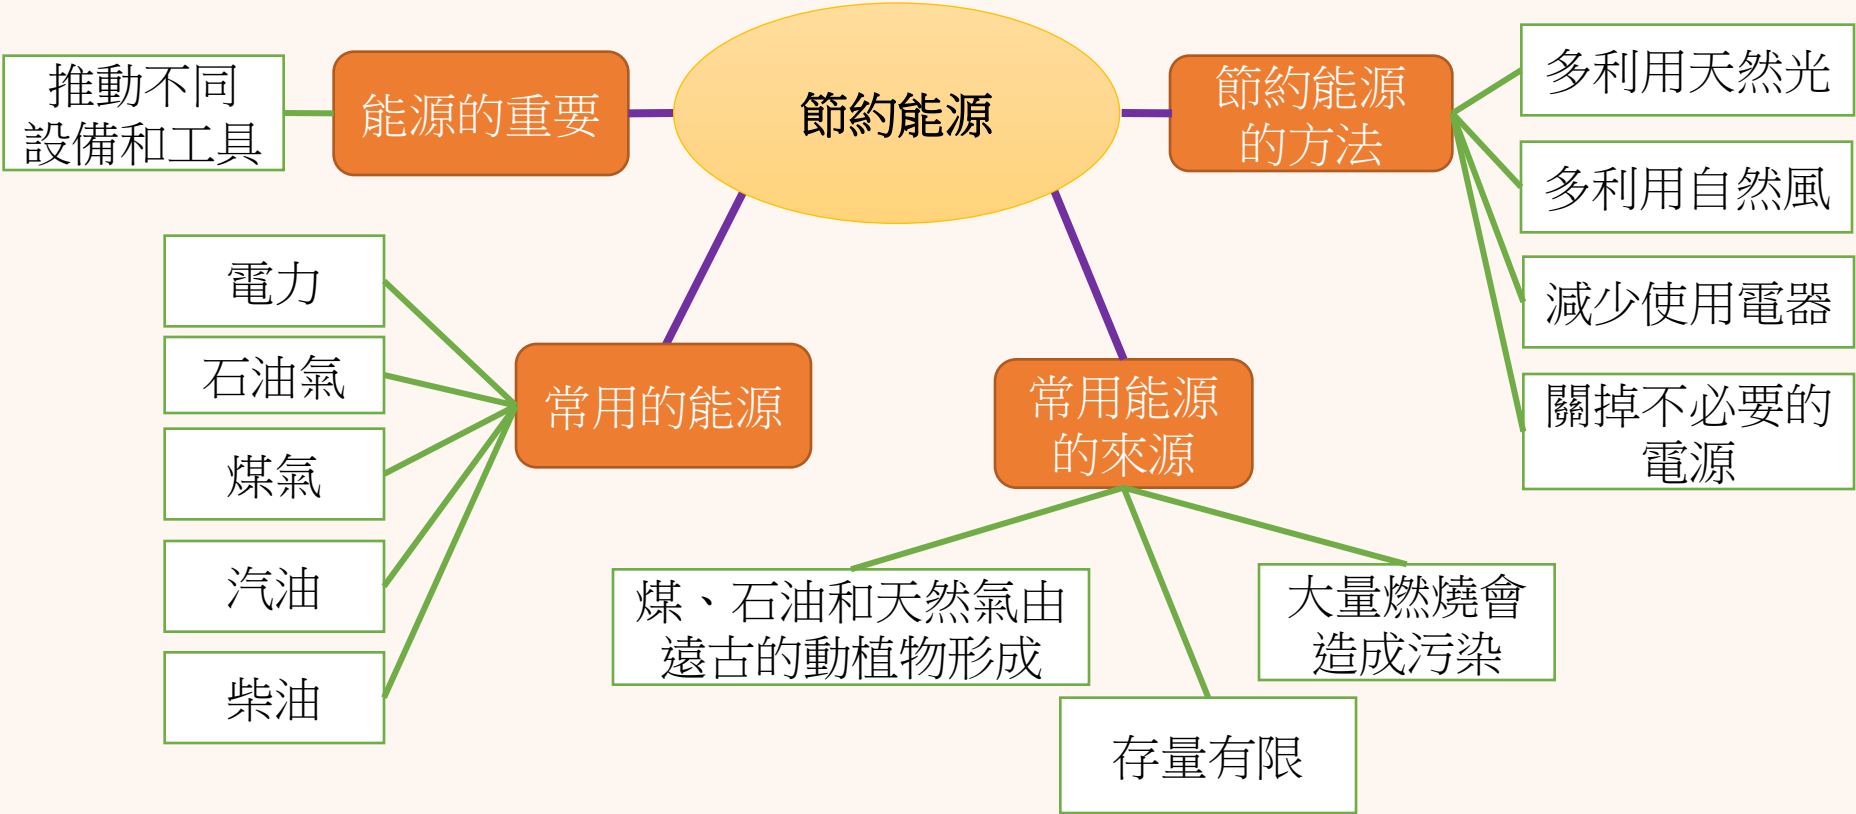 節約能源
能源的重要
推動不同
設備和工具
常用的能源
電力
石油氣
煤氣
汽油
柴油
常用能源
的來源
煤、石油和天然氣由
遠古的動植物形成
存量有限
大量燃燒會
造成污染
節約能源
的方法
多利用天然光
多利用自然風
減少使用電器
關掉不必要的
電源